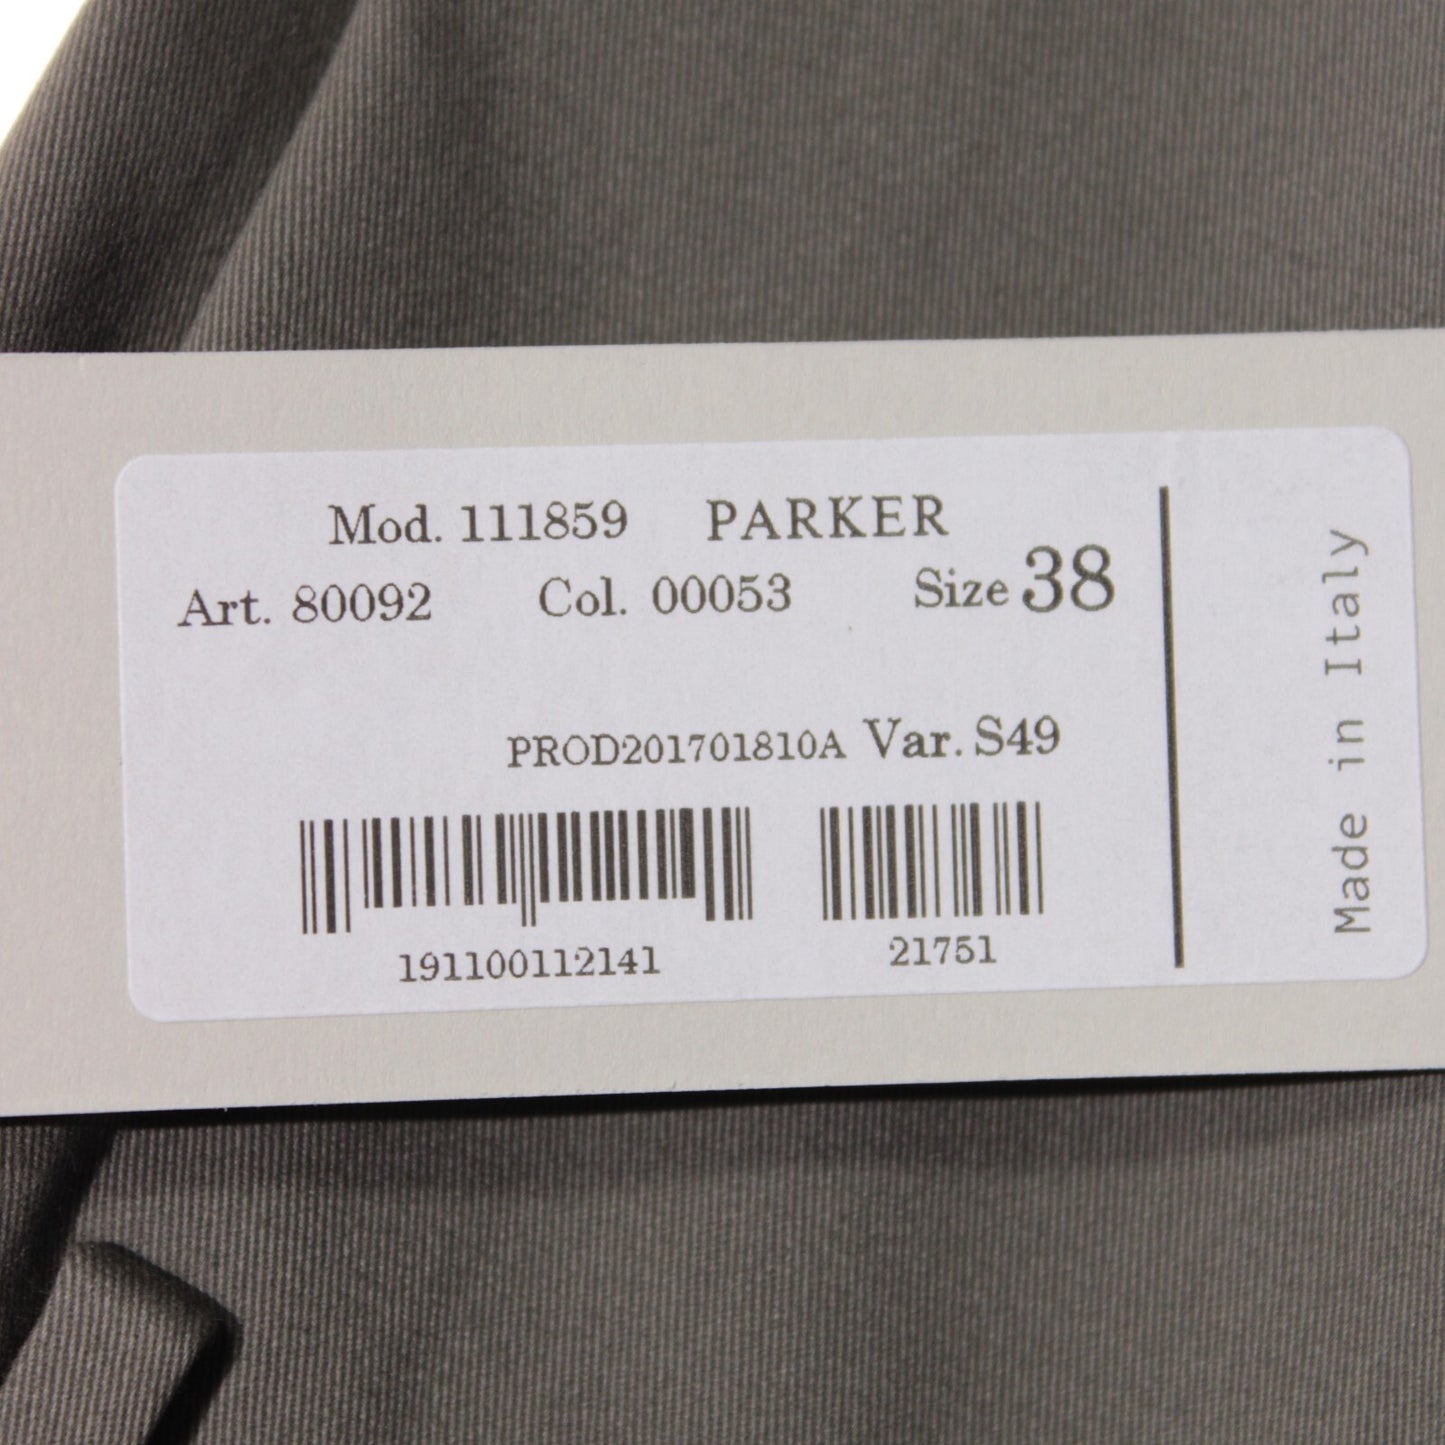 Mod. 111859 PARKER
Art. 80092 Col. 00053 Size 38
PROD201701810A Var. S49
191100112141 21751
Made in Italy